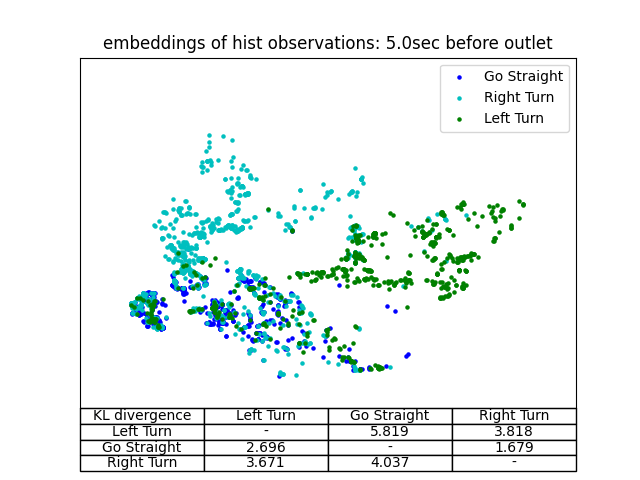 embeddings of hist observations: 5.0sec before outlet
Go Straight
Right Turn
Left Turn
KL divergence Left Turn Go Straight Right Turn
Left Turn - 5.819 3.818
Go Straight 2.696 - 1.679
Right Turn 3.671 4.037 -